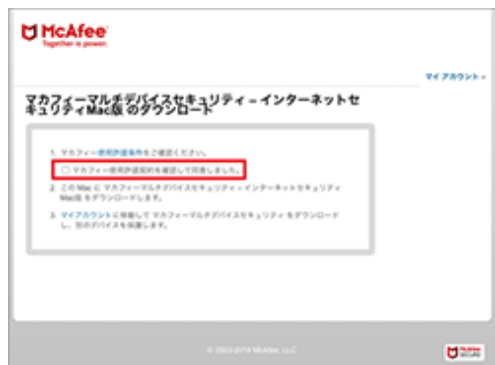 McAfee
Together is power.
マイ アカウント
マカフィーマルチデバイスセキュリティ – インターネットセ
キュリティMac版 のダウンロード
1. マカフィー使用許諾条件をご確認ください。
マカフィー使用許諾契約を確認して同意しました。
2. この Mac に マカフィーマルチデバイスセキュリティ – インターネットセキュリティ
Mac版 をダウンロードします。
3. マイアカウントに移動して マカフィーマルチデバイスセキュリティ をダウンロード
し、別のデバイスを保護します。
© 2003-2019 McAfee, LLC
McAfee
SECURE